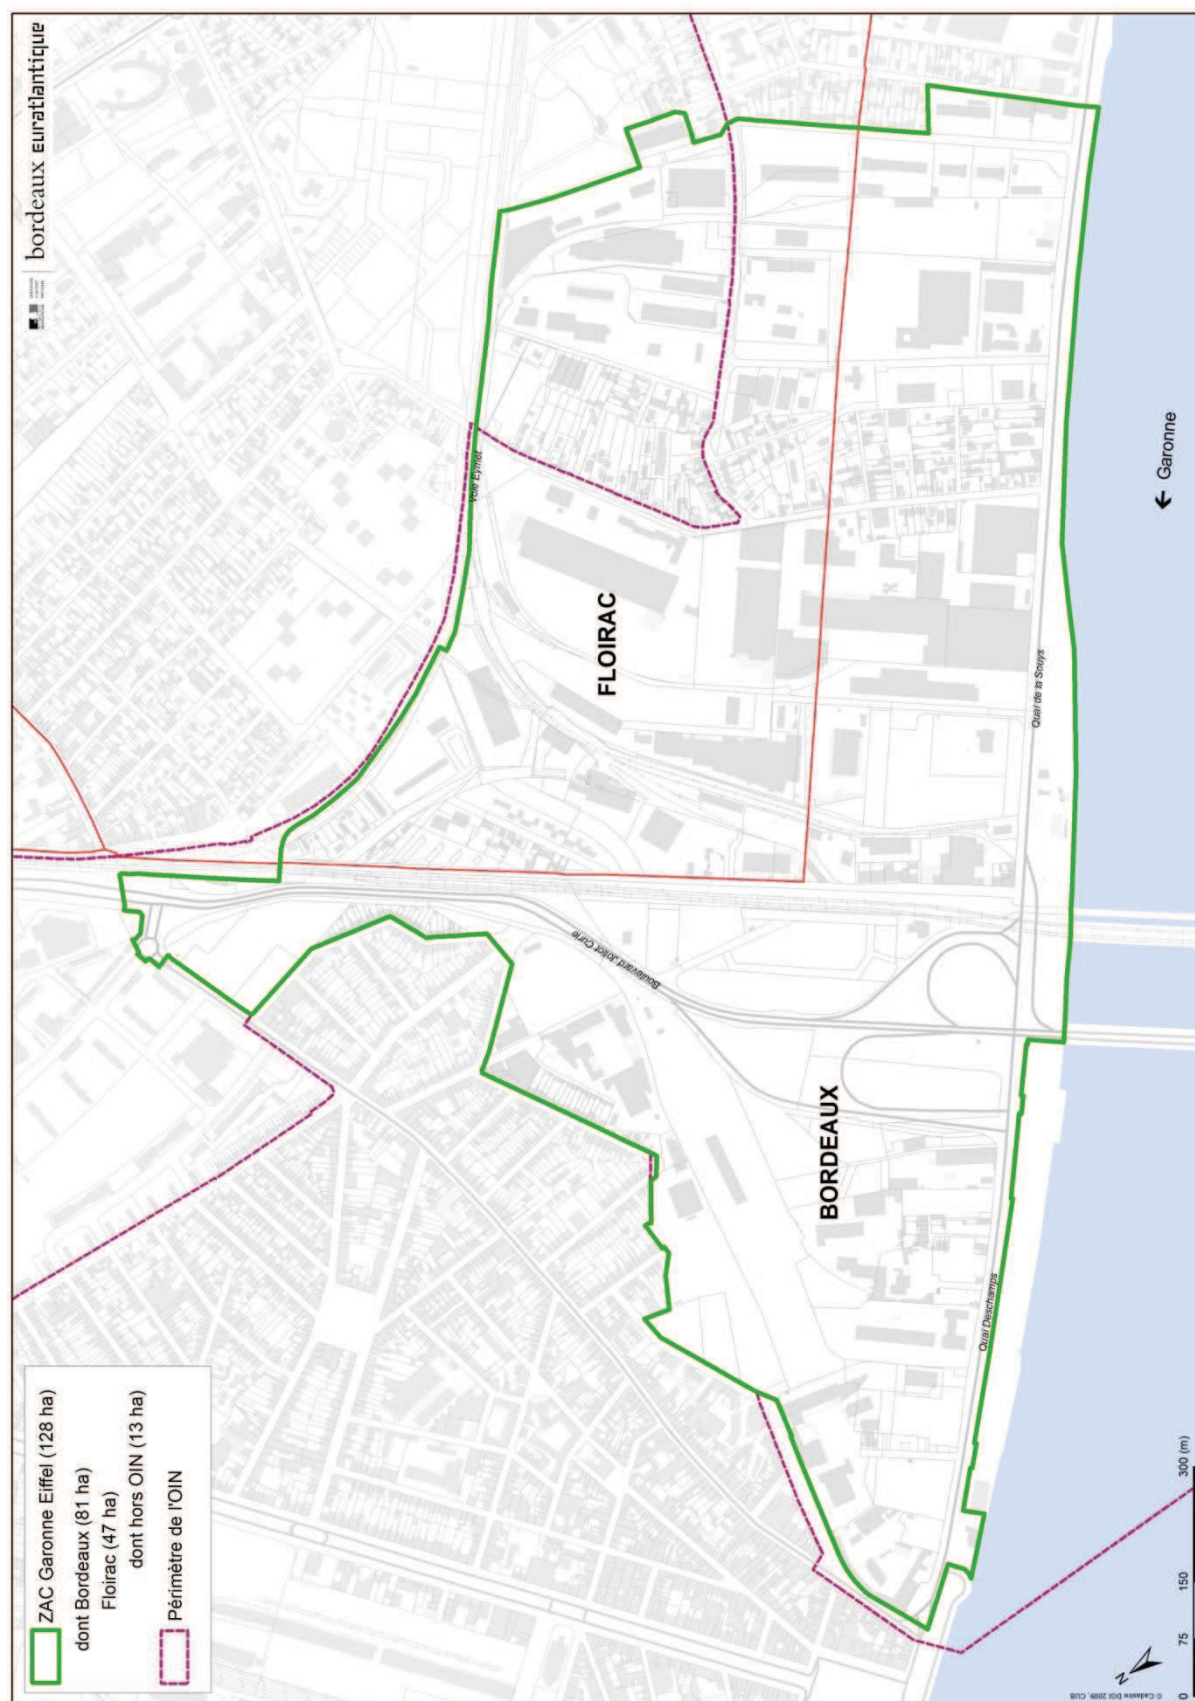 bordeaux euratlantique
ZAC Garonne Eiffel (128 ha)
dont Bordeaux (81 ha)
Floirac (47 ha)
dont hors OIN (13 ha)
Périmètre de l'OIN
Voie Eymet
FLOIRAC
Boulevard Joliot Curie
BORDEAUX
Quai de la Souys
Quai Deschamps
← Garonne
N
0 75 150 300 (m)
© Cadastre DGI 2009, CUB